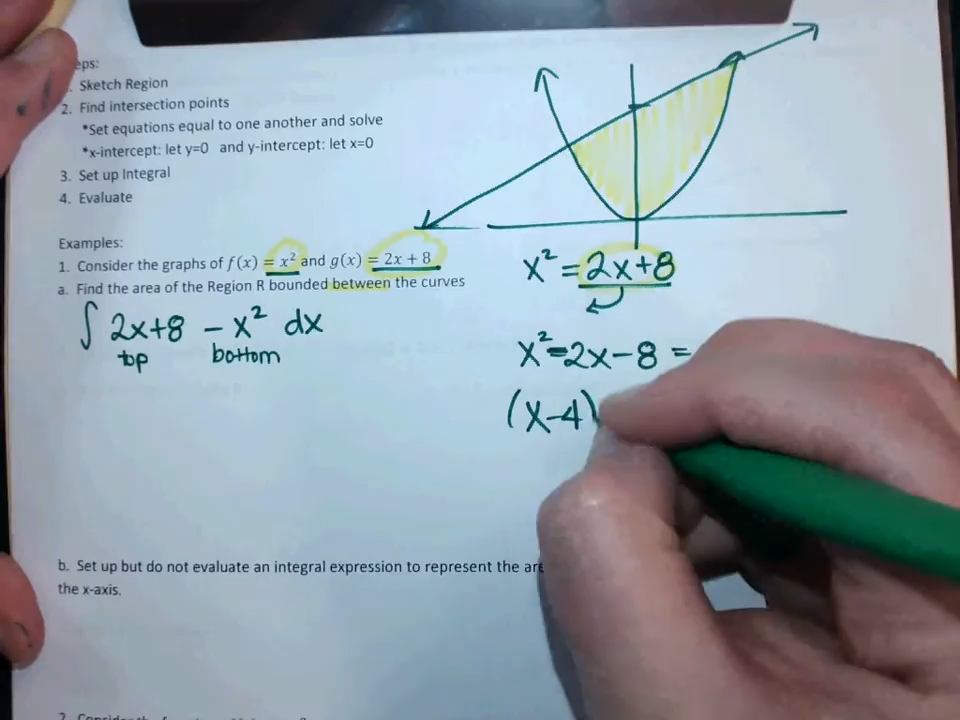 eps:
. Sketch Region
2. Find intersection points
*Set equations equal to one another and solve
*x-intercept: let y=0 and y-intercept: let x=0
3. Set up Integral
4. Evaluate
Examples:
1. Consider the graphs of f(x) = x² and g(x) = 2x + 8
a. Find the area of the Region R bounded between the curves
∫ 2x+8 - x² dx
top bottom
x² = 2x+8
x²=2x-8 =
(x-4)
b. Set up but do not evaluate an integral expression to represent the
the x-axis.